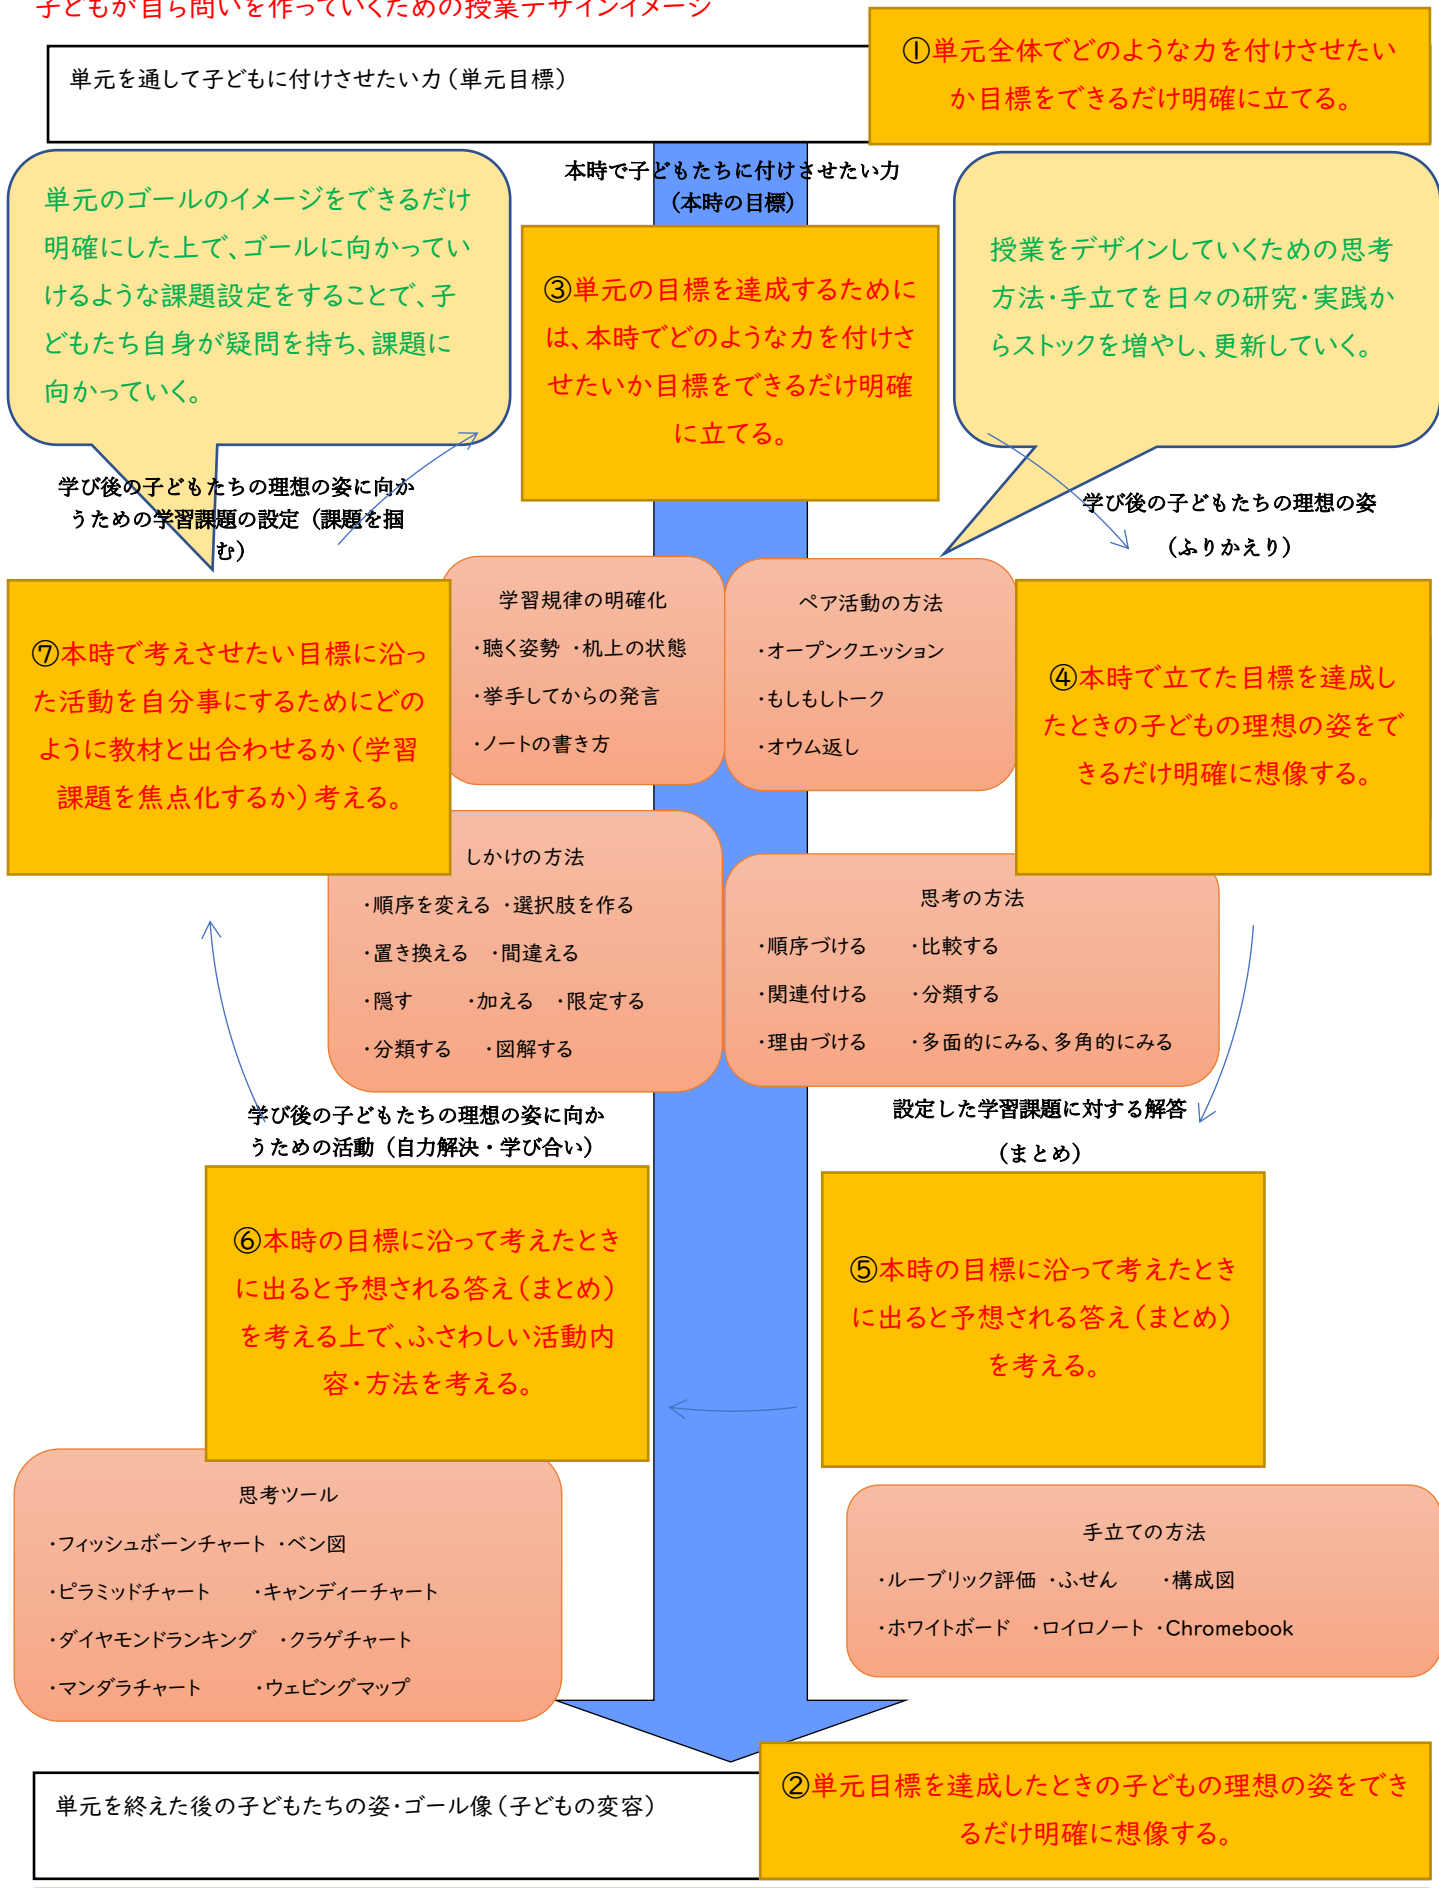 子どもが自ら問いを作っていくための授業デザインイメージ
単元を通して子どもに付けさせたい力（単元目標）
①単元全体でどのような力を付けさせたい
か目標をできるだけ明確に立てる。
本時で子どもたちに付けさせたい力
（本時の目標）
単元のゴールのイメージをできるだけ
明確にした上で、ゴールに向かってい
けるような課題設定をすることで、子
どもたち自身が疑問を持ち、課題に
向かっていく。
③単元の目標を達成するために
は、本時でどのような力を付けさ
せたいか目標をできるだけ明確
に立てる。
授業をデザインしていくための思考
方法・手立てを日々の研究・実践か
らストックを増やし、更新していく。
学び後の子どもたちの理想の姿に向か
うための学習課題の設定（課題を掴
む）
学び後の子どもたちの理想の姿
（ふりかえり）
⑦本時で考えさせたい目標に沿っ
た活動を自分事にするためにどの
ように教材と出合わせるか（学習
課題を焦点化するか）考える。
学習規律の明確化
・聴く姿勢 ・机上の状態
・挙手してからの発言
・ノートの書き方
ペア活動の方法
・オープンクエッション
・もしもしトーク
・オウム返し
④本時で立てた目標を達成し
たときの子どもの理想の姿をで
きるだけ明確に想像する。
しかけの方法
・順序を変える ・選択肢を作る
・置き換える ・間違える
・隠す ・加える ・限定する
・分類する ・図解する
思考の方法
・順序づける ・比較する
・関連付ける ・分類する
・理由づける ・多面的にみる、多角的にみる
学び後の子どもたちの理想の姿に向か
うための活動（自力解決・学び合い）
設定した学習課題に対する解答
（まとめ）
⑥本時の目標に沿って考えたとき
に出ると予想される答え（まとめ）
を考える上で、ふさわしい活動内
容・方法を考える。
⑤本時の目標に沿って考えたとき
に出ると予想される答え（まとめ）
を考える。
思考ツール
・フィッシュボーンチャート ・ベン図
・ピラミッドチャート ・キャンディーチャート
・ダイヤモンドランキング ・クラゲチャート
・マンダラチャート ・ウェビングマップ
手立ての方法
・ルーブリック評価 ・ふせん ・構成図
・ホワイトボード ・ロイロノート ・Chromebook
②単元目標を達成したときの子どもの理想の姿をでき
るだけ明確に想像する。
単元を終えた後の子どもたちの姿・ゴール像（子どもの変容）